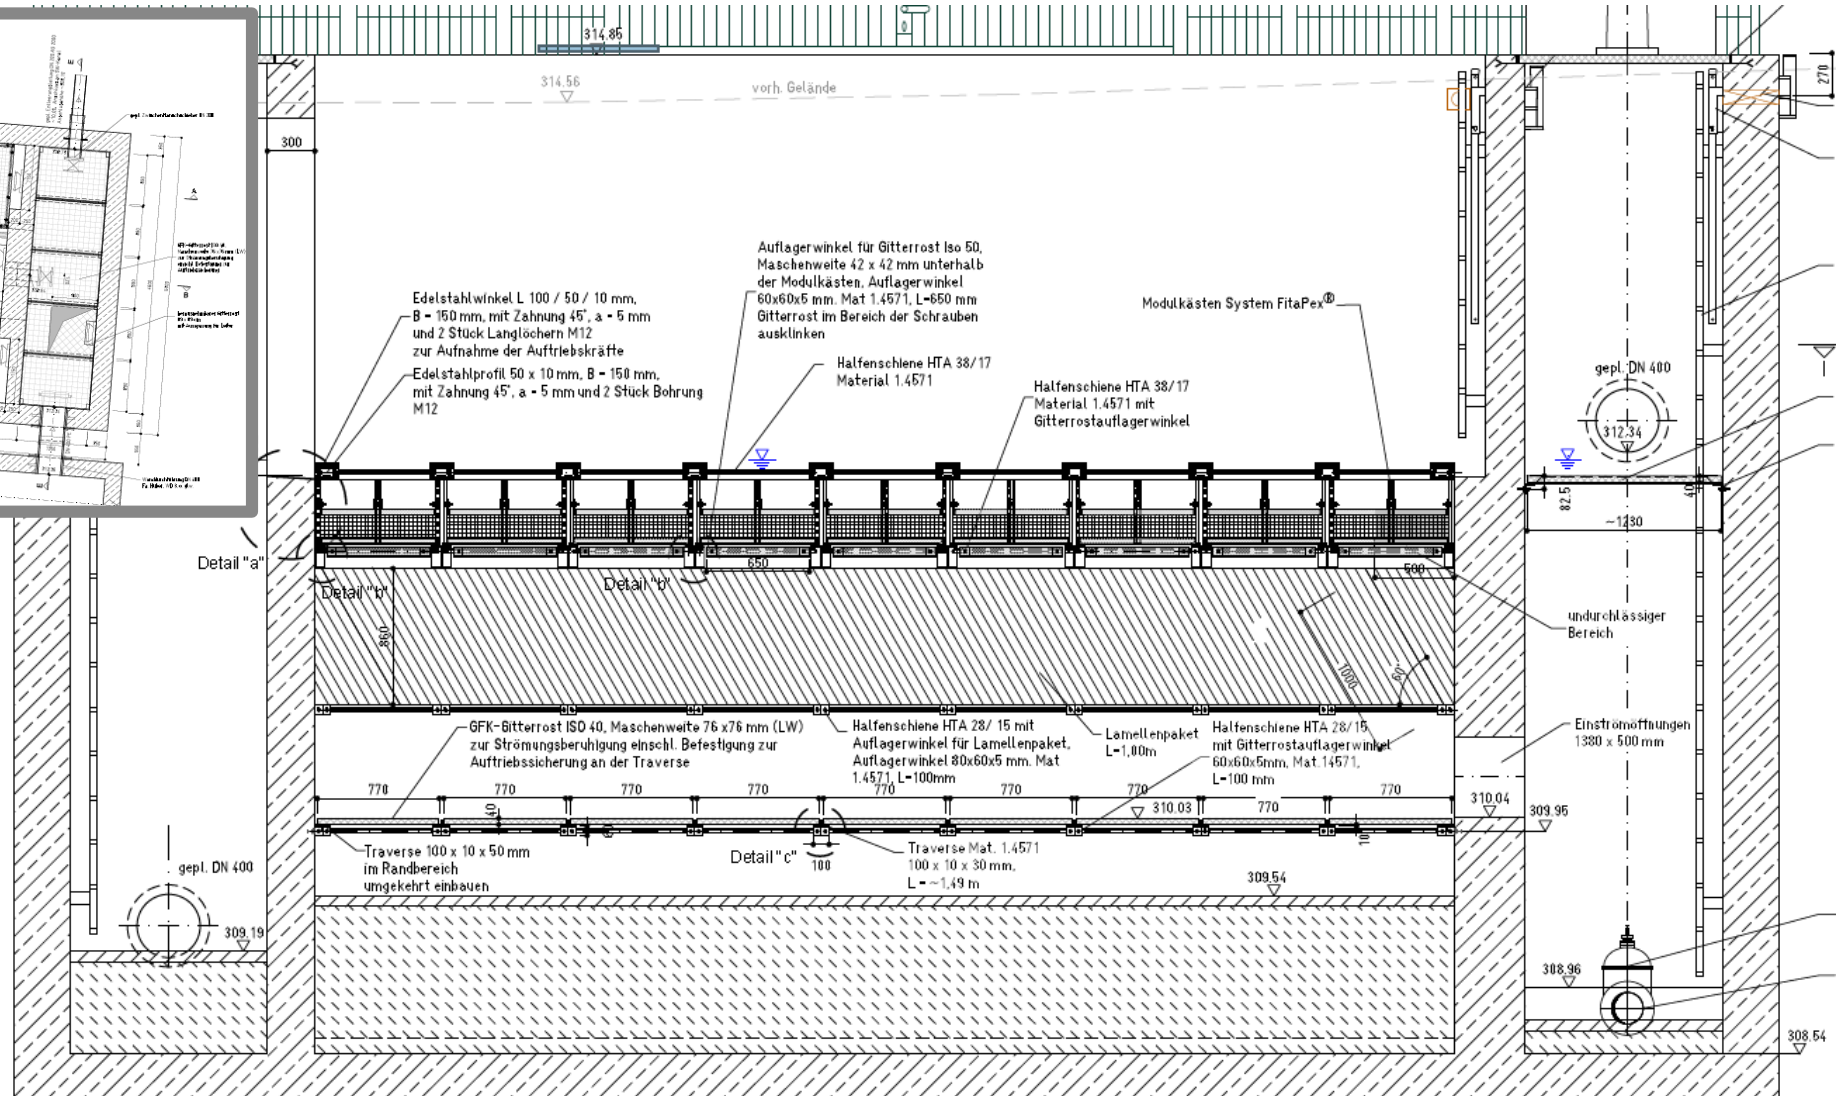 314.85
314.56
vorh. Gelände
270
300
A
B
Auflagerwinkel für Gitterrost Iso 50,
Maschenweite 42 x 42 mm unterhalb
der Modulkästen, Auflagerwinkel
60x60x5 mm. Mat 1.4571, L=650 mm
Gitterrost im Bereich der Schrauben
ausklinken
Edelstahlwinkel L 100 / 50 / 10 mm,
B = 150 mm, mit Zahnung 45°, a = 5 mm
und 2 Stück Langlöchern M12
zur Aufnahme der Auftriebskräfte
Edelstahlprofil 50 x 10 mm, B = 150 mm,
mit Zahnung 45°, a = 5 mm und 2 Stück Bohrung
M12
Halfenschiene HTA 38/17
Material 1.4571
Halfenschiene HTA 38/17
Material 1.4571 mit
Gitterrostauflagerwinkel
Modulkästen System FitaPex®
gepl. DN 400
312.34
82.5
40
~1230
Detail "a"
Detail "b"
Detail "b"
650
500
860
1000
60°
undurchlässiger
Bereich
Einströmöffnungen
1380 x 500 mm
GFK-Gitterrost ISO 40, Maschenweite 76 x76 mm (LW)
zur Strömungsberuhigung einschl. Befestigung zur
Auftriebssicherung an der Traverse
Halfenschiene HTA 28/ 15 mit
Auflagerwinkel für Lamellenpaket,
Auflagerwinkel 80x60x5 mm. Mat
1.4571, L=100mm
Lamellenpaket
L=1,00m
Halfenschiene HTA 28/15
mit Gitterrostauflagerwinkel
60x60x5mm, Mat.14571,
L=100 mm
770
770
770
770
770
770
770
770
770
40
60
10
310.03
310.04
309.95
Traverse 100 x 10 x 50 mm
im Randbereich
umgekehrt einbauen
Detail "c"
100
Traverse Mat. 1.4571
100 x 10 x 30 mm,
L = ~1,49 m
309.54
gepl. DN 400
309.19
308.96
308.54